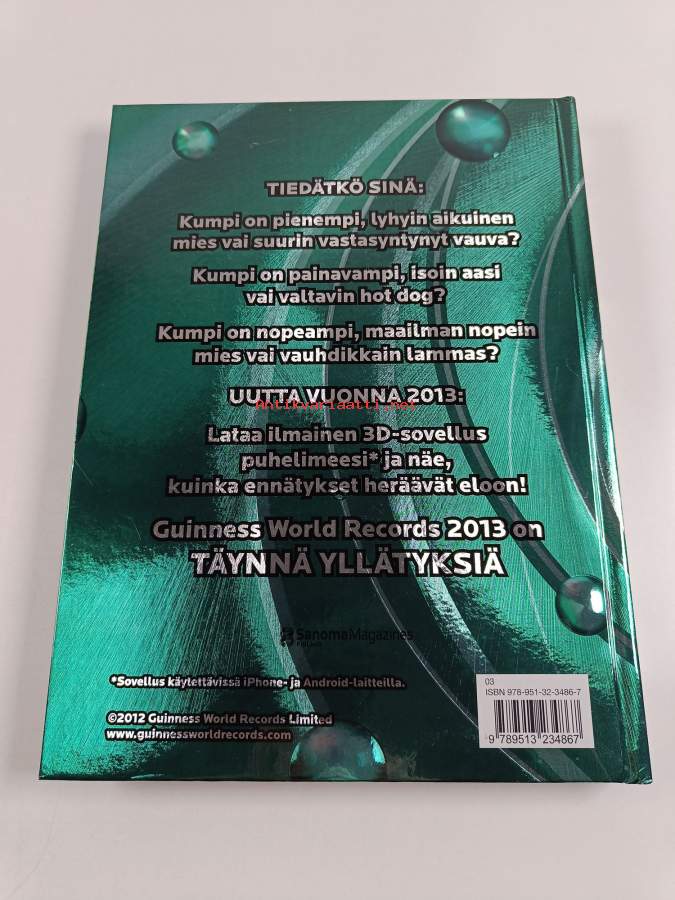 TIEDÄTKÖ SINÄ:
Kumpi on pienempi, lyhyin aikuinen
mies vai suurin vastasyntynyt vauva?
Kumpi on painavampi, isoin aasi
vai valtavin hot dog?
Kumpi on nopeampi, maailman nopein
mies vai vauhdikkain lammas?
UUTTA VUONNA 2013:
Antikvariaatti.net
Lataa ilmainen 3D-sovellus
puhelimeesi* ja näe,
kuinka ennätykset heräävät eloon!
Guinness World Records 2013 on
TÄYNNÄ YLLÄTYKSIÄ
SanomaMagazines
FINLAND
*Sovellus käytettävissä iPhone- ja Android-laitteilla.
©2012 Guinness World Records Limited
www.guinnessworldrecords.com
03
ISBN 978-951-32-3486-7
9 789513 234867